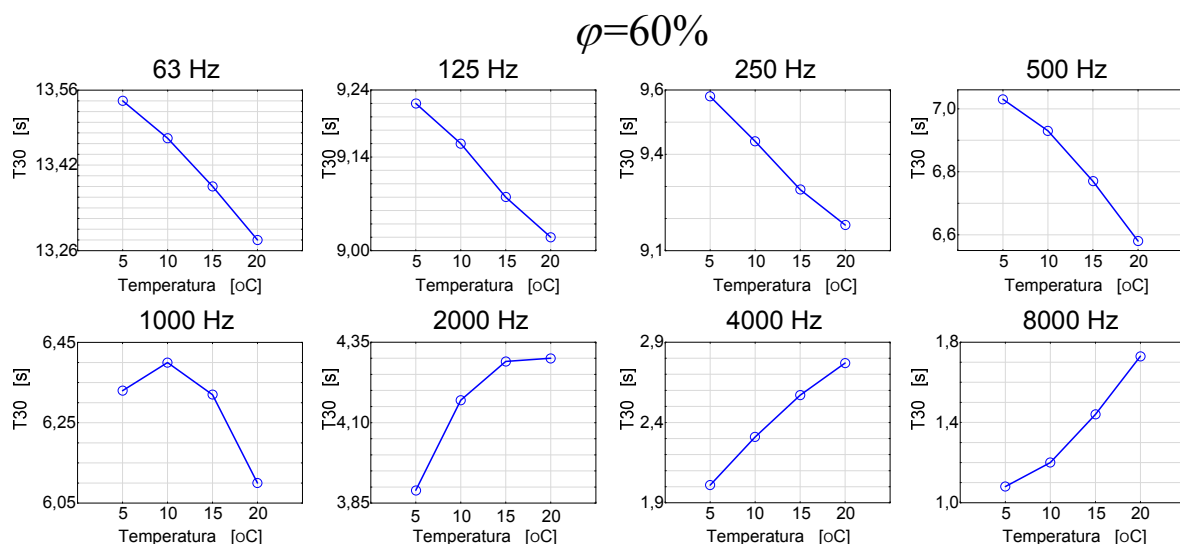 φ=60%
63 Hz
13,56
13,42
13,26
T30 [s]
5 10 15 20
Temperatura [oC]
125 Hz
9,24
9,14
9,00
T30 [s]
5 10 15 20
Temperatura [oC]
250 Hz
9,6
9,4
9,1
T30 [s]
5 10 15 20
Temperatura [oC]
500 Hz
7,0
6,8
6,6
T30 [s]
5 10 15 20
Temperatura [oC]
1000 Hz
6,45
6,25
6,05
T30 [s]
5 10 15 20
Temperatura [oC]
2000 Hz
4,35
4,10
3,85
T30 [s]
5 10 15 20
Temperatura [oC]
4000 Hz
2,9
2,4
1,9
T30 [s]
5 10 15 20
Temperatura [oC]
8000 Hz
1,8
1,4
1,0
T30 [s]
5 10 15 20
Temperatura [oC]